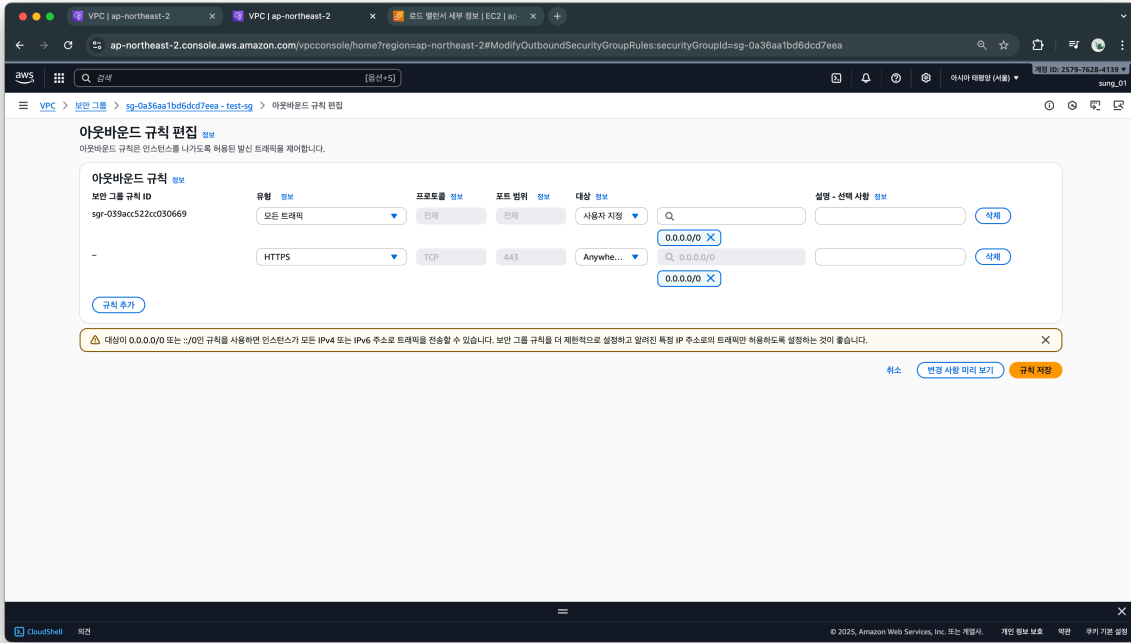 VPC | ap-northeast-2
VPC | ap-northeast-2
로드 밸런서 세부 정보 | EC2 | ap-
ap-northeast-2.console.aws.amazon.com/vpcconsole/home?region=ap-northeast-2#ModifyOutboundSecurityGroupRules:securityGroupId=sg-0a36aa1bd6dcd7eea
aws
검색
[옵션+S]
아시아 태평양 (서울)
계정 ID: 2579-7628-4139
sung_01
VPC > 보안 그룹 > sg-0a36aa1bd6dcd7eea - test-sg > 아웃바운드 규칙 편집
아웃바운드 규칙 편집 정보
아웃바운드 규칙은 인스턴스를 나가도록 허용된 발신 트래픽을 제어합니다.
아웃바운드 규칙 정보
보안 그룹 규칙 ID 유형 정보 프로토콜 정보 포트 범위 정보 대상 정보 설명 - 선택 사항 정보
sgr-039acc522cc030669 모든 트래픽 전체 전체 사용자 지정 삭제
0.0.0.0/0
– HTTPS TCP 443 Anywhe... 0.0.0.0/0 삭제
0.0.0.0/0
규칙 추가
대상이 0.0.0.0/0 또는 ::/0인 규칙을 사용하면 인스턴스가 모든 IPv4 또는 IPv6 주소로 트래픽을 전송할 수 있습니다. 보안 그룹 규칙을 더 제한적으로 설정하고 알려진 특정 IP 주소로의 트래픽만 허용하도록 설정하는 것이 좋습니다.
취소 변경 사항 미리 보기 규칙 저장
CloudShell 의견 © 2025, Amazon Web Services, Inc. 또는 계열사. 개인 정보 보호 약관 쿠키 기본 설정